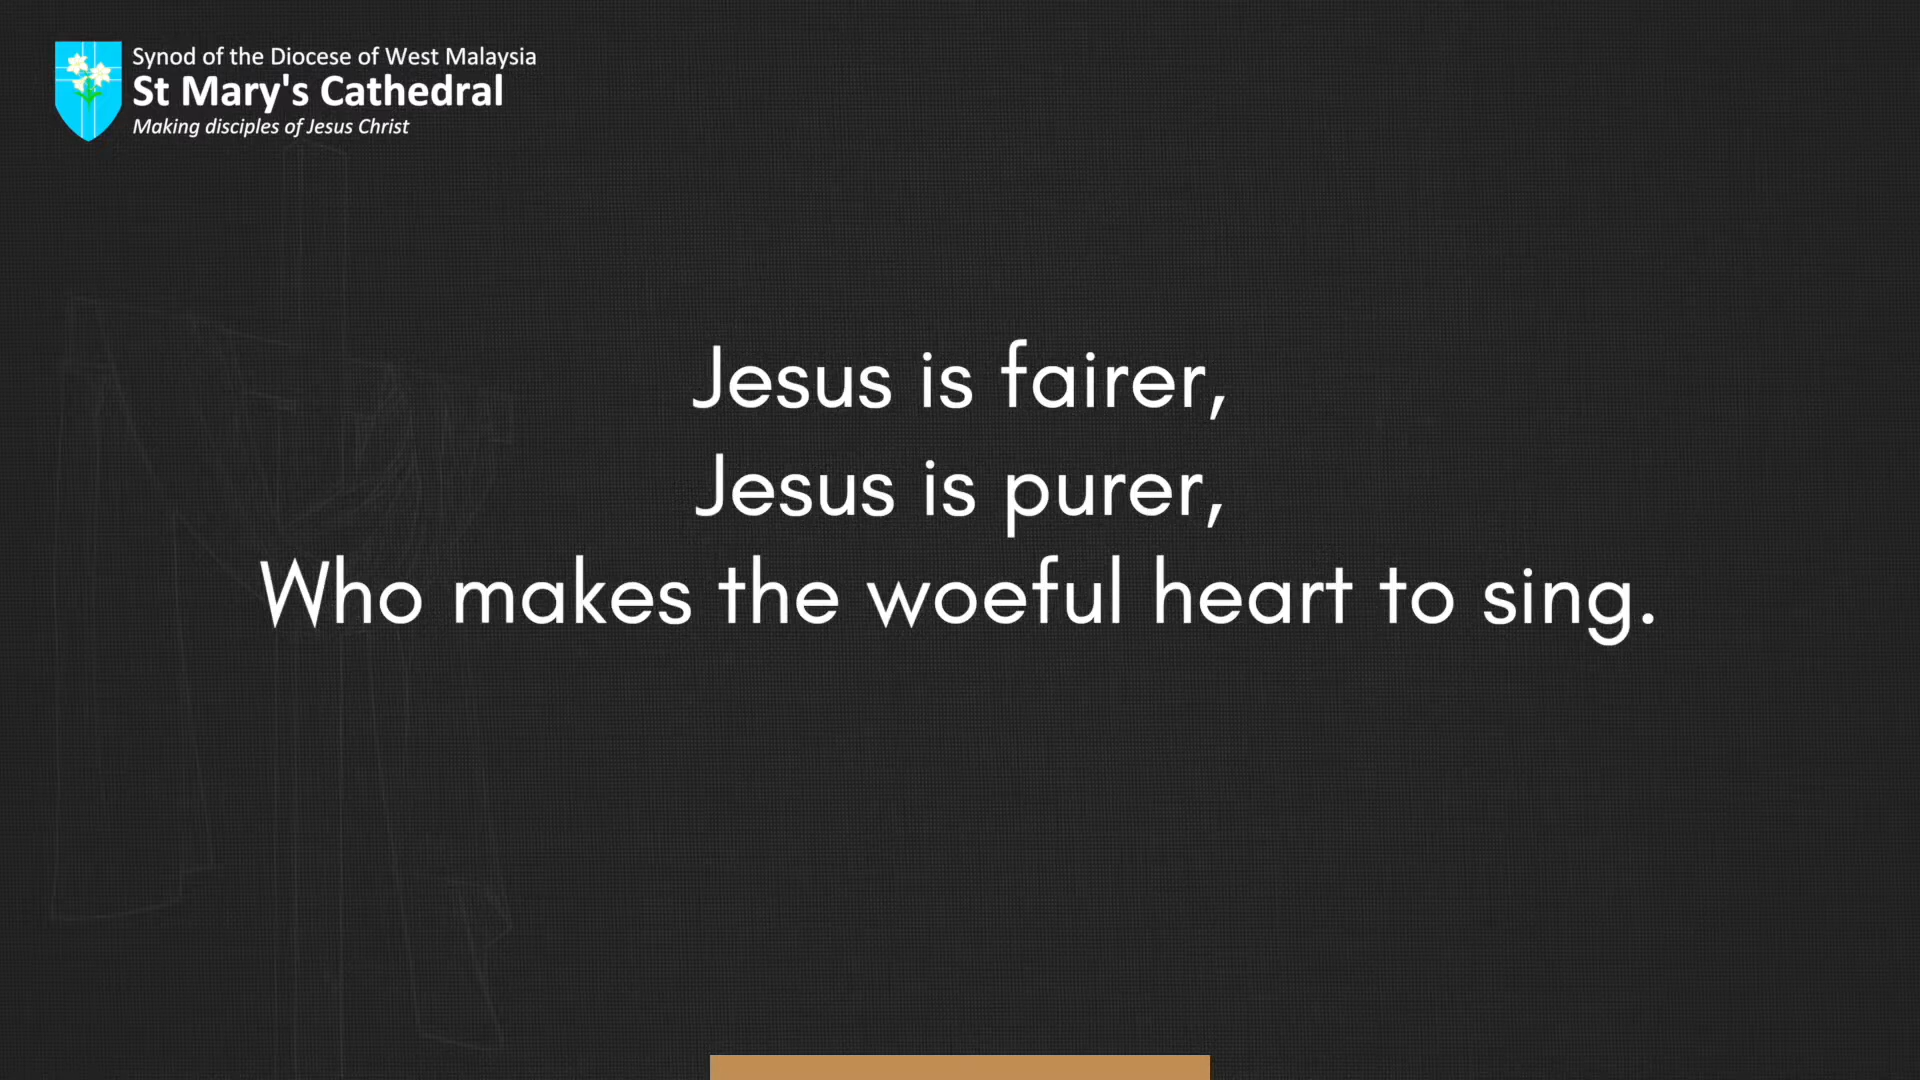 Synod of the Diocese of West Malaysia
St Mary's Cathedral
Making disciples of Jesus Christ
Jesus is fairer,
Jesus is purer,
Who makes the woeful heart to sing.